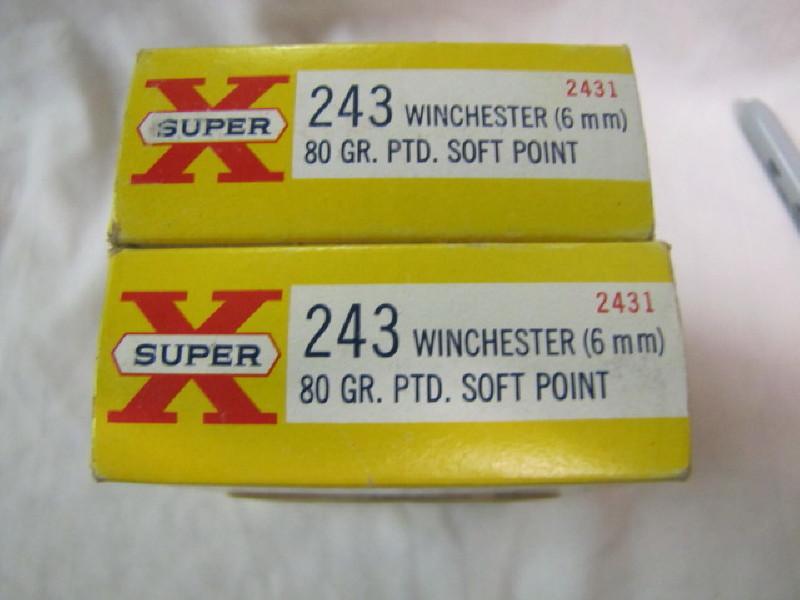 X
SUPER
2431
243 WINCHESTER (6 mm)
80 GR. PTD. SOFT POINT
X
SUPER
2431
243 WINCHESTER (6 mm)
80 GR. PTD. SOFT POINT